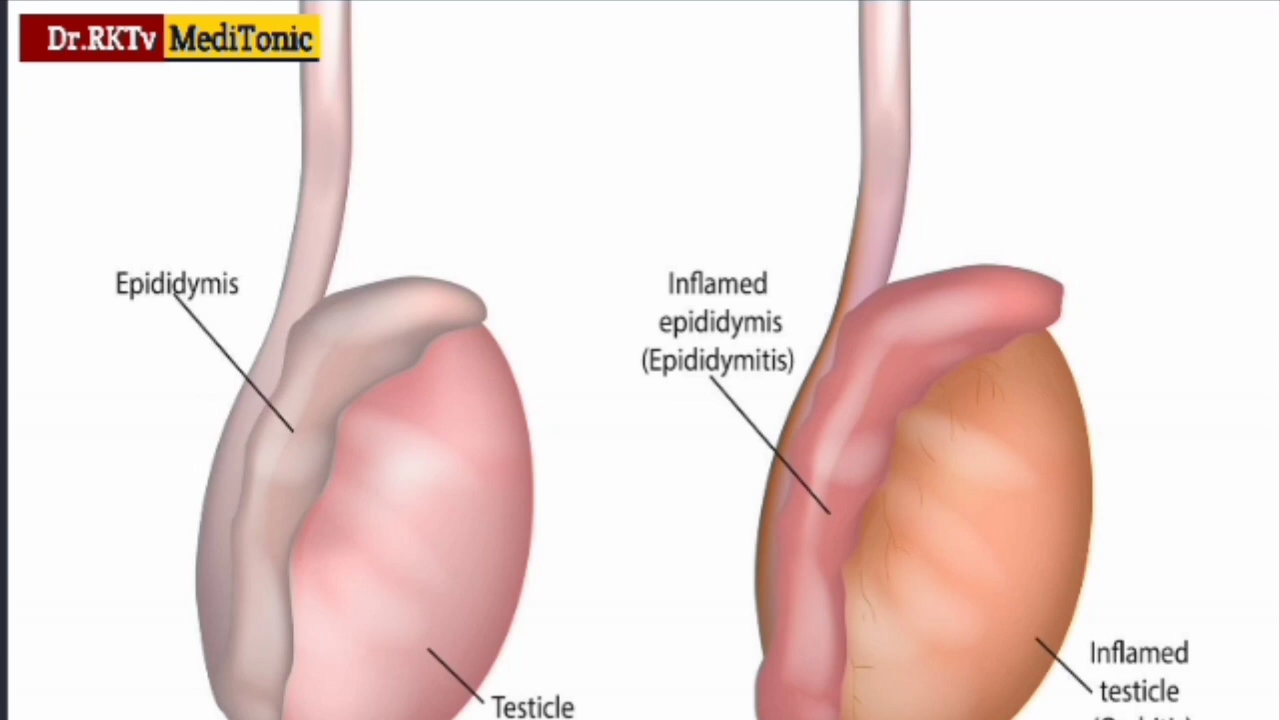 Dr.RKTv MediTonic
Epididymis
Inflamed
epididymis
(Epididymitis)
Testicle
Inflamed
testicle